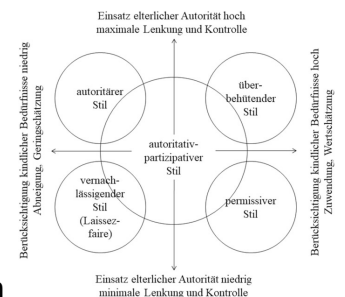 Einsatz elterlicher Autorität hoch
maximale Lenkung und Kontrolle
Berücksichtigung kindlicher Bedürfnisse niedrig
Abneigung, Geringschätzung
autoritärer
Stil
über-
behütender
Stil
autoritativ-
partizipativer
Stil
vernach-
lässigender
Stil
(Laissez-
faire)
permissiver
Stil
Berücksichtigung kindlicher Bedürfnisse hoch
Zuwendung, Wertschätzung
Einsatz elterlicher Autorität niedrig
minimale Lenkung und Kontrolle